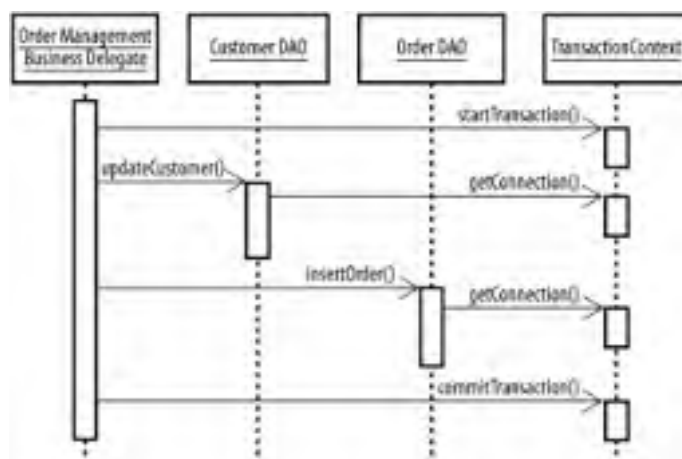 Order Management
Business Delegate
Customer DAO
Order DAO
TransactionContext
startTransaction()
updateCustomer()
getConnection()
insertOrder()
getConnection()
commitTransaction()